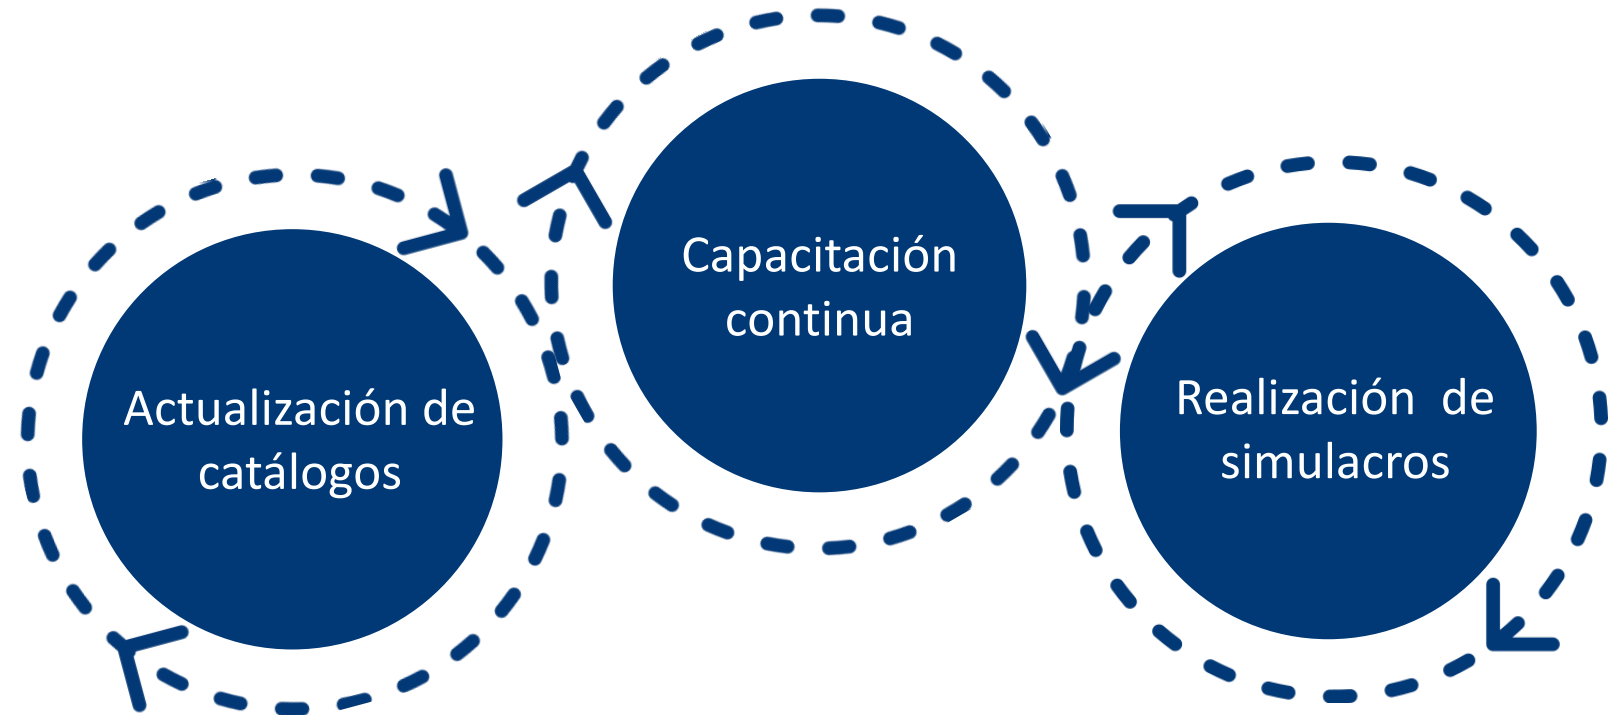 Actualización de
catálogos
Capacitación
continua
Realización de
simulacros